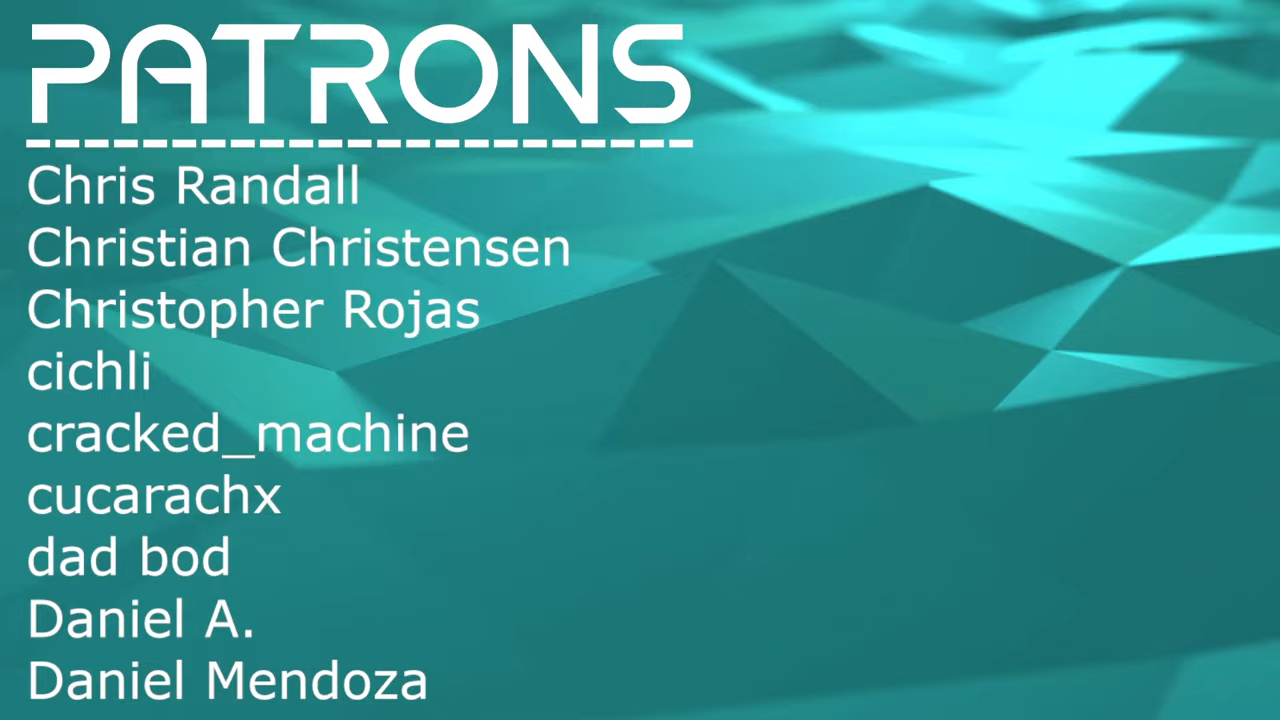 PATRONS
Chris Randall
Christian Christensen
Christopher Rojas
cichli
cracked_machine
cucarachx
dad bod
Daniel A.
Daniel Mendoza